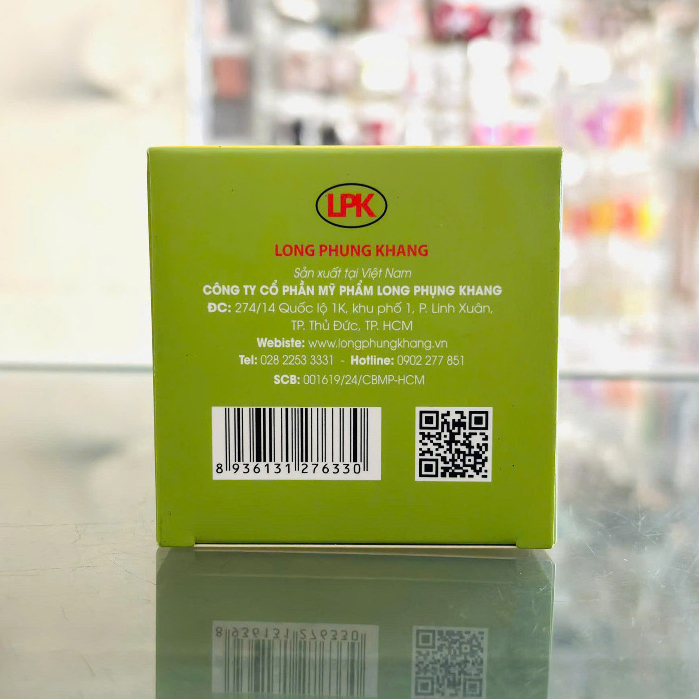 LPK
LONG PHUNG KHANG
Sản xuất tại Việt Nam
CÔNG TY CỔ PHẦN MỸ PHẨM LONG PHỤNG KHANG
ĐC: 274/14 Quốc lộ 1K, khu phố 1, P. Linh Xuân,
TP. Thủ Đức, TP. HCM
Webiste: www.longphungkhang.vn
Tel: 028 2253 3331 - Hotline: 0902 277 851
SCB: 001619/24/CBMP-HCM
8 936131 276330